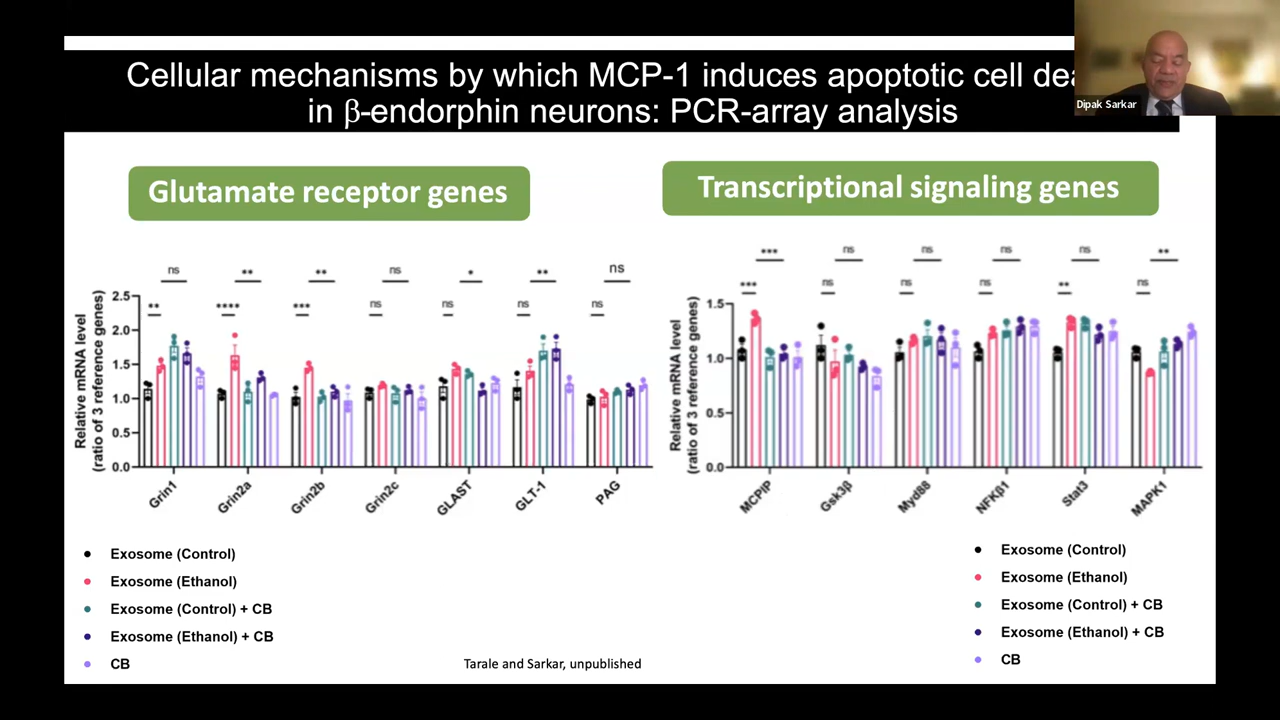 Cellular mechanisms by which MCP-1 induces apoptotic cell dea
in β-endorphin neurons: PCR-array analysis
Dipak Sarkar
Glutamate receptor genes
Transcriptional signaling genes
Relative mRNA level
(ratio of 3 reference genes)
2.5
2.0
1.5
1.0
0.5
0.0
** ns
**** **
*** **
ns ns
ns *
ns **
ns ns
Grin1
Grin2a
Grin2b
Grin2c
GLAST
GLT-1
PAG
Relative mRNA level
(ratio of 3 reference genes)
1.5
1.0
0.5
0.0
*** ***
ns ns
ns ns
ns ns
** ns
ns **
MCPIP
Gsk3β
Myd88
NFKβ1
Stat3
MAPK1
Exosome (Control)
Exosome (Ethanol)
Exosome (Control) + CB
Exosome (Ethanol) + CB
CB
Exosome (Control)
Exosome (Ethanol)
Exosome (Control) + CB
Exosome (Ethanol) + CB
CB
Tarale and Sarkar, unpublished